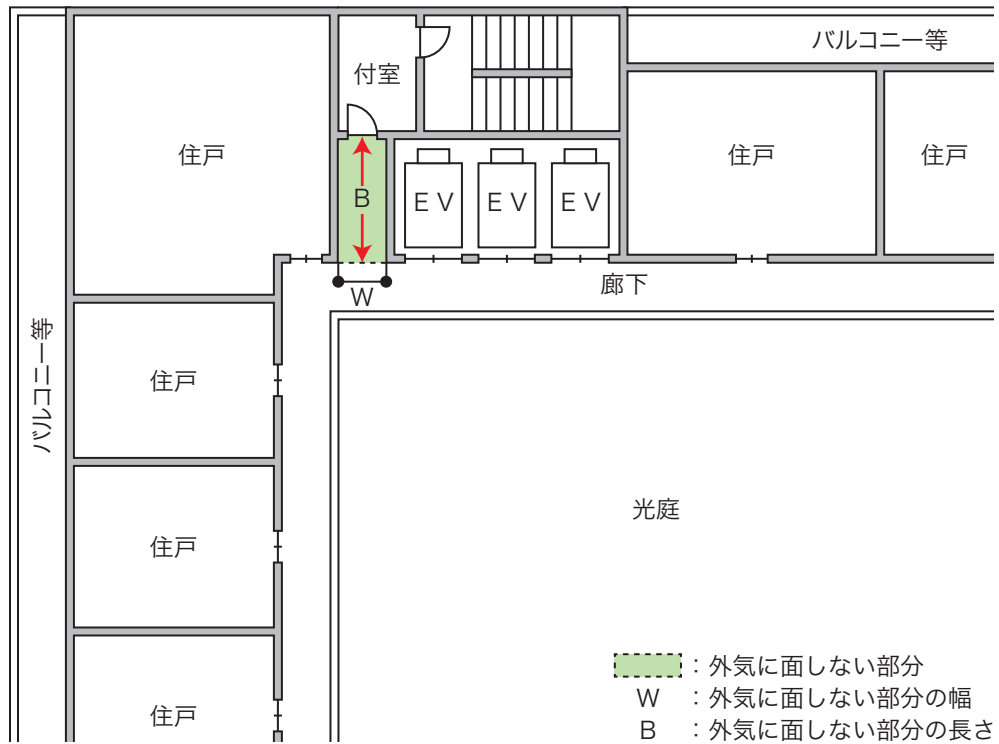 バルコニー等
付室
住戸
住戸
住戸
B
ＥＶ
ＥＶ
ＥＶ
廊下
W
バルコニー等
住戸
光庭
住戸
住戸
：外気に面しない部分
W ：外気に面しない部分の幅
B ：外気に面しない部分の長さ